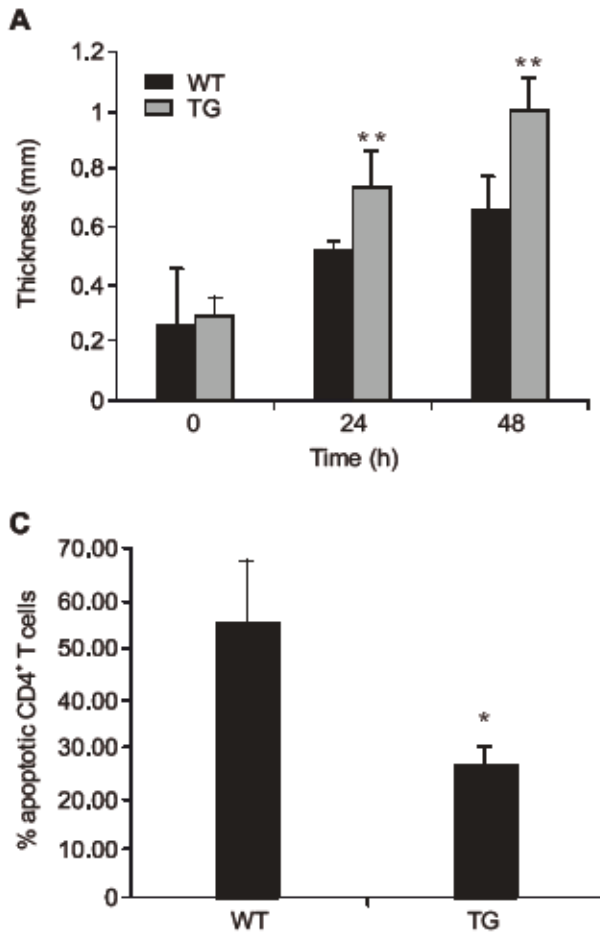 A
1.2
1
0.8
0.6
0.4
0.2
0
Thickness (mm)
WT
TG
**
**
0 24 48
Time (h)
C
70.00
60.00
50.00
40.00
30.00
20.00
10.00
0
% apoptotic CD4⁺ T cells
*
WT TG